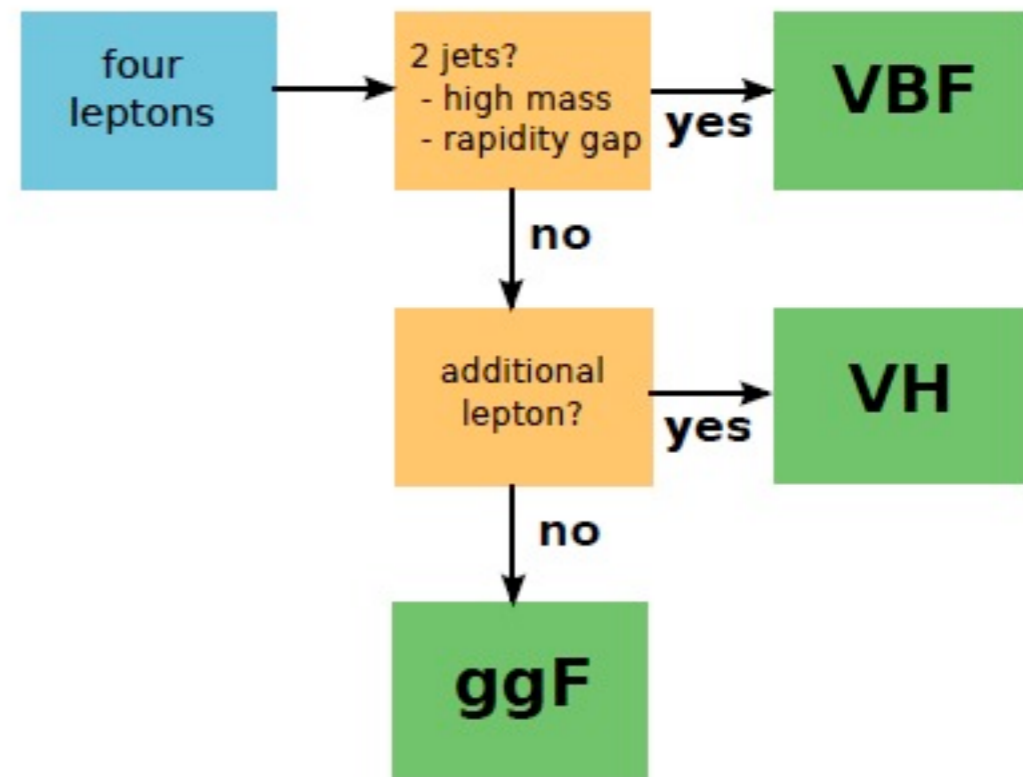 four
leptons
2 jets?
- high mass
- rapidity gap
yes
VBF
no
additional
lepton?
yes
VH
no
ggF